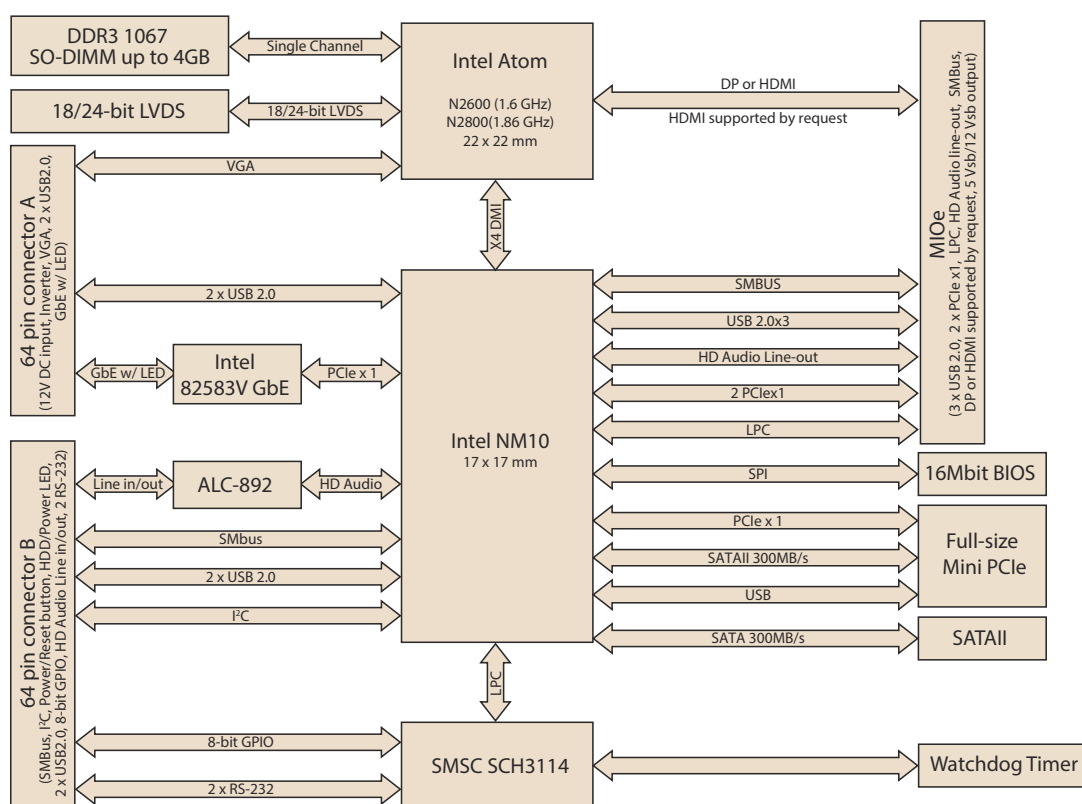 DDR3 1067
SO-DIMM up to 4GB
Single Channel
Intel Atom
N2600 (1.6 GHz)
N2800(1.86 GHz)
22 x 22 mm
DP or HDMI
HDMI supported by request
18/24-bit LVDS
18/24-bit LVDS
VGA
64 pin connector A
(12V DC input, Inverter, VGA, 2 x USB2.0,
GbE w/ LED)
X4 DMI
MIOe
(3 x USB 2.0, 2 x PCIe x1, LPC, HD Audio line-out, SMBus,
DP or HDMI supported by request, 5 Vsb/12 Vsb output)
2 x USB 2.0
GbE w/ LED
Intel
82583V GbE
PCIe x 1
Intel NM10
17 x 17 mm
SMBUS
USB 2.0x3
HD Audio Line-out
2 PCIex1
LPC
SPI
16Mbit BIOS
64 pin connector B
(SMBus, I²C, Power/Reset button, HDD/Power LED,
2 x USB2.0, 8-bit GPIO, HD Audio Line in/out, 2 RS-232)
Line in/out
ALC-892
HD Audio
SMbus
2 x USB 2.0
I²C
PCIe x 1
SATAII 300MB/s
USB
Full-size
Mini PCIe
SATA 300MB/s
SATAII
LPC
8-bit GPIO
2 x RS-232
SMSC SCH3114
Watchdog Timer